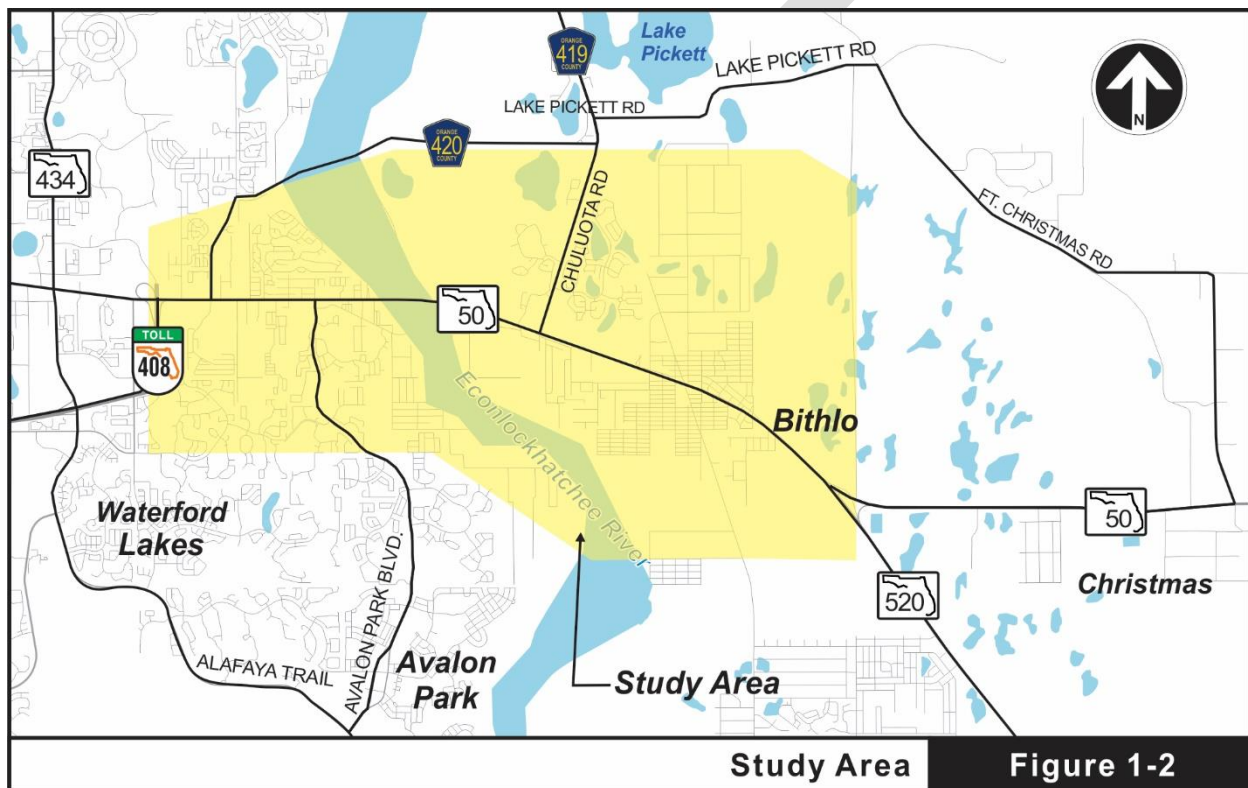 Lake
Pickett
ORANGE
419
COUNTY
LAKE PICKETT RD
LAKE PICKETT RD
N
ORANGE
420
COUNTY
434
CHULUOTA RD
FT. CHRISTMAS RD
50
TOLL
408
Econlockhatchee River
Bithlo
Waterford
Lakes
50
AVALON PARK BLVD.
520
Christmas
ALAFAYA TRAIL
Avalon
Park
Study Area
Study Area
Figure 1-2